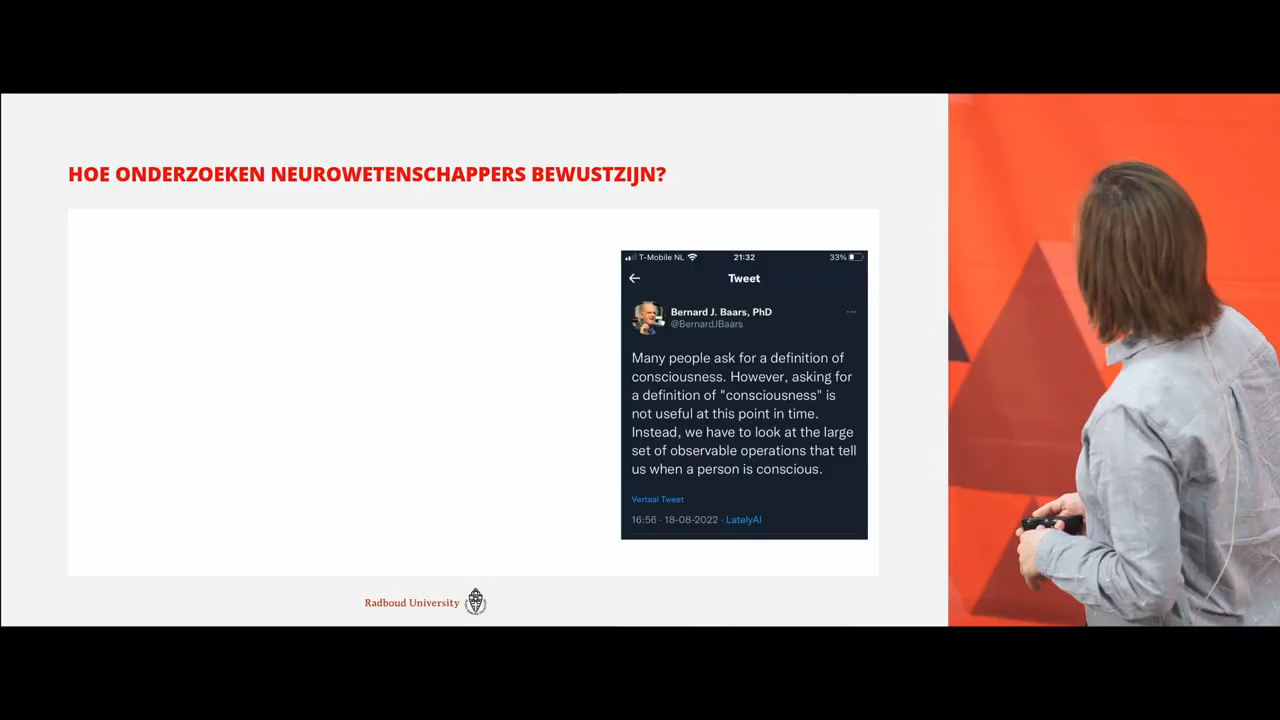 HOE ONDERZOEKEN NEUROWETENSCHAPPERS BEWUSTZIJN?
T-Mobile NL 21:32 33%
Tweet
Bernard J. Baars, PhD
@BernardJBaars
Many people ask for a definition of
consciousness. However, asking for
a definition of "consciousness" is
not useful at this point in time.
Instead, we have to look at the large
set of observable operations that tell
us when a person is conscious.
Vertaal Tweet
16:56 · 18-08-2022 · LatelyAI
Radboud University